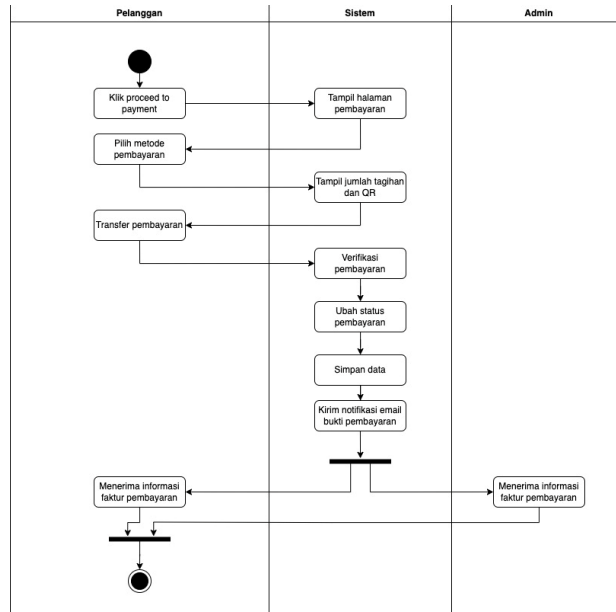 Pelanggan
Sistem
Admin
Klik proceed to
payment
Tampil halaman
pembayaran
Pilih metode
pembayaran
Tampil jumlah tagihan
dan QR
Transfer pembayaran
Verifikasi
pembayaran
Ubah status
pembayaran
Simpan data
Kirim notifikasi email
bukti pembayaran
Menerima informasi
faktur pembayaran
Menerima informasi
faktur pembayaran